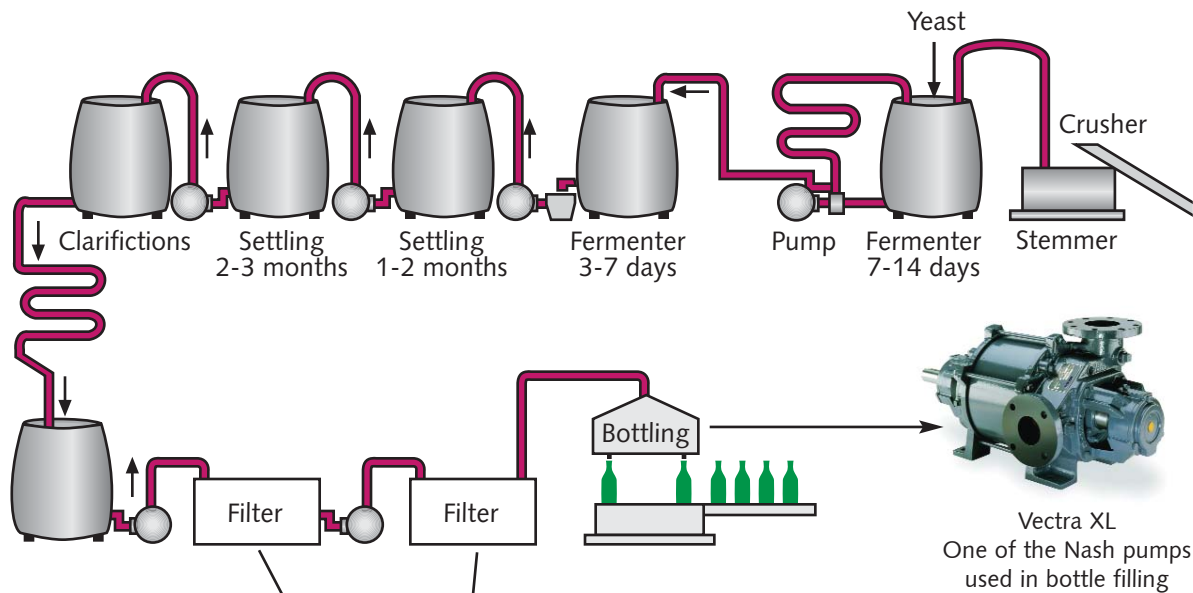 Yeast
Crusher
Clarifictions
Settling
2-3 months
Settling
1-2 months
Fermenter
3-7 days
Pump
Fermenter
7-14 days
Stemmer
Bottling
Filter
Filter
Vectra XL
One of the Nash pumps
used in bottle filling